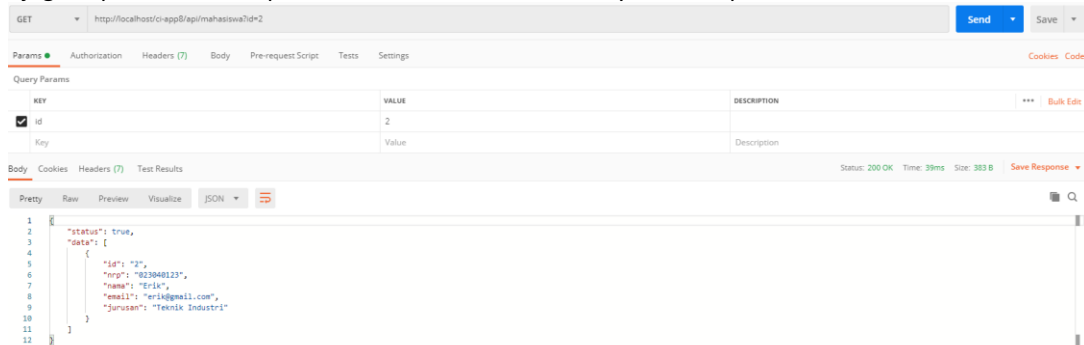 GET http://localhost/ci-app8/api/mahasiswa?id=2 Send Save
Params Authorization Headers (7) Body Pre-request Script Tests Settings Cookies Code
Query Params
KEY VALUE DESCRIPTION ••• Bulk Edit
id 2
Key Value Description
Body Cookies Headers (7) Test Results Status: 200 OK Time: 39ms Size: 383 B Save Response
Pretty Raw Preview Visualize JSON
1 {
2 "status": true,
3 "data": [
4 {
5 "id": "2",
6 "nrp": "023040123",
7 "nama": "Erik",
8 "email": "erik@gmail.com",
9 "jurusan": "Teknik Industri"
10 }
11 ]
12 }